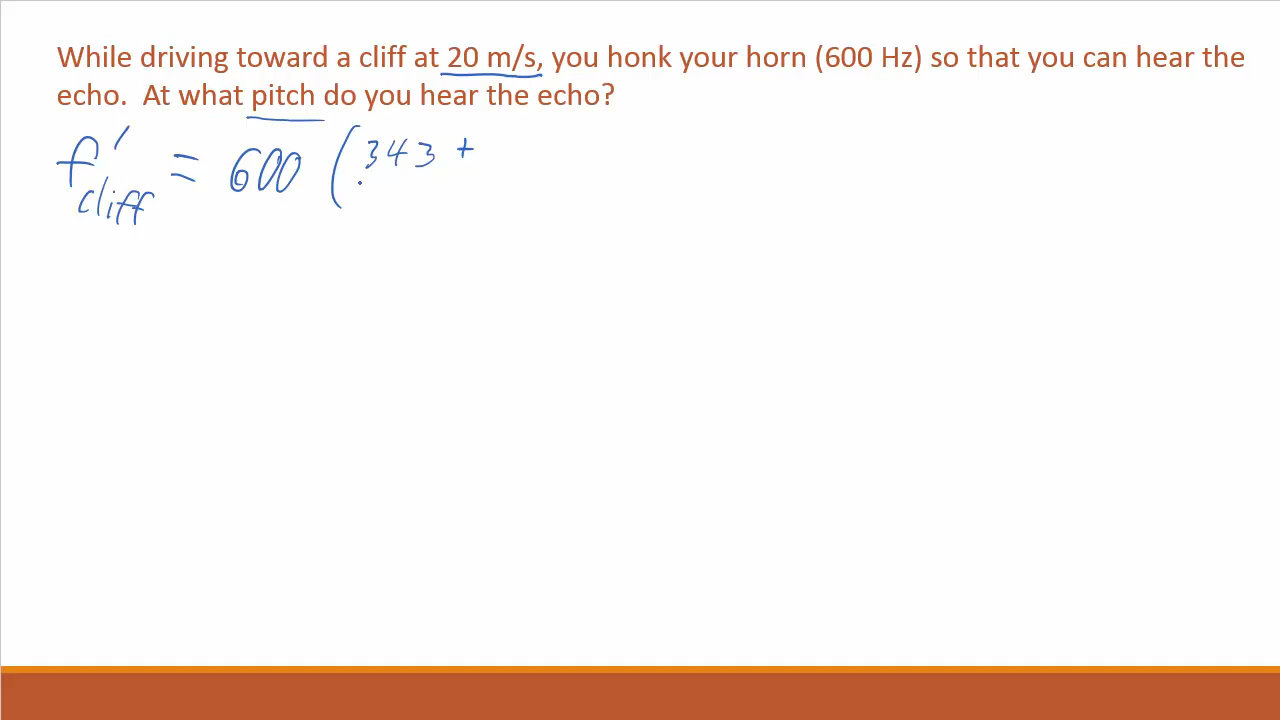 While driving toward a cliff at 20 m/s, you honk your horn (600 Hz) so that you can hear the
echo. At what pitch do you hear the echo?
f'cliff = 600 (343 +